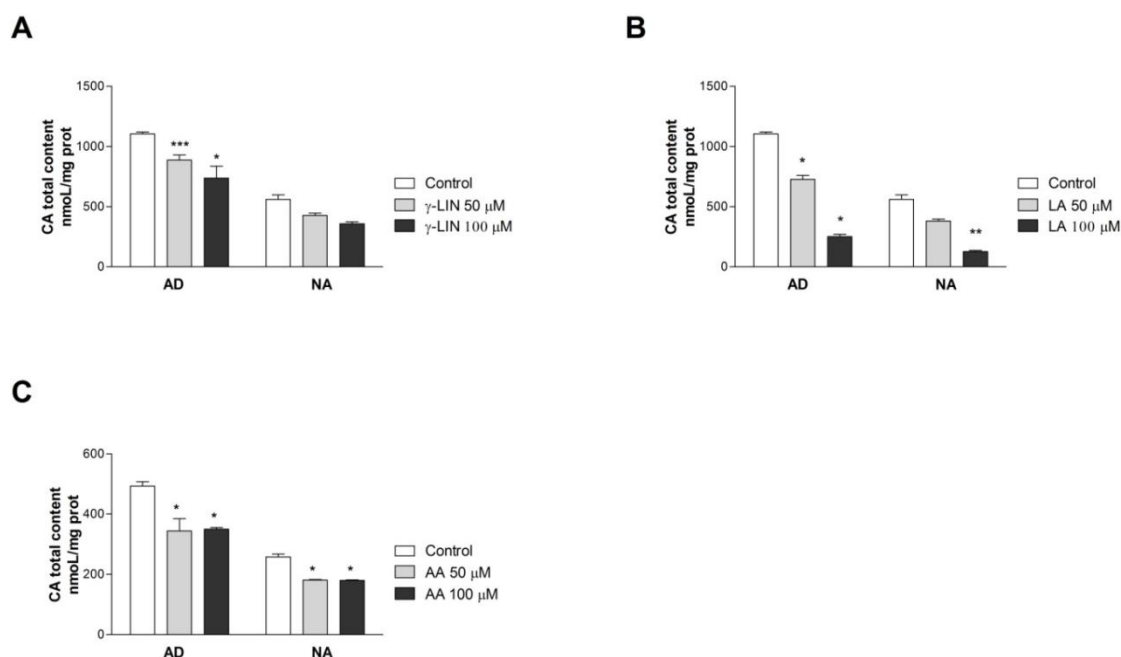 A
CA total content
nmoL/mg prot
1500
1000
500
0
***
*
AD
NA
Control
γ-LIN 50 μM
γ-LIN 100 μM
B
CA total content
nmoL/mg prot
1500
1000
500
0
*
*
**
AD
NA
Control
LA 50 μM
LA 100 μM
C
CA total content
nmoL/mg prot
600
400
200
0
*
*
*
*
AD
NA
Control
AA 50 μM
AA 100 μM